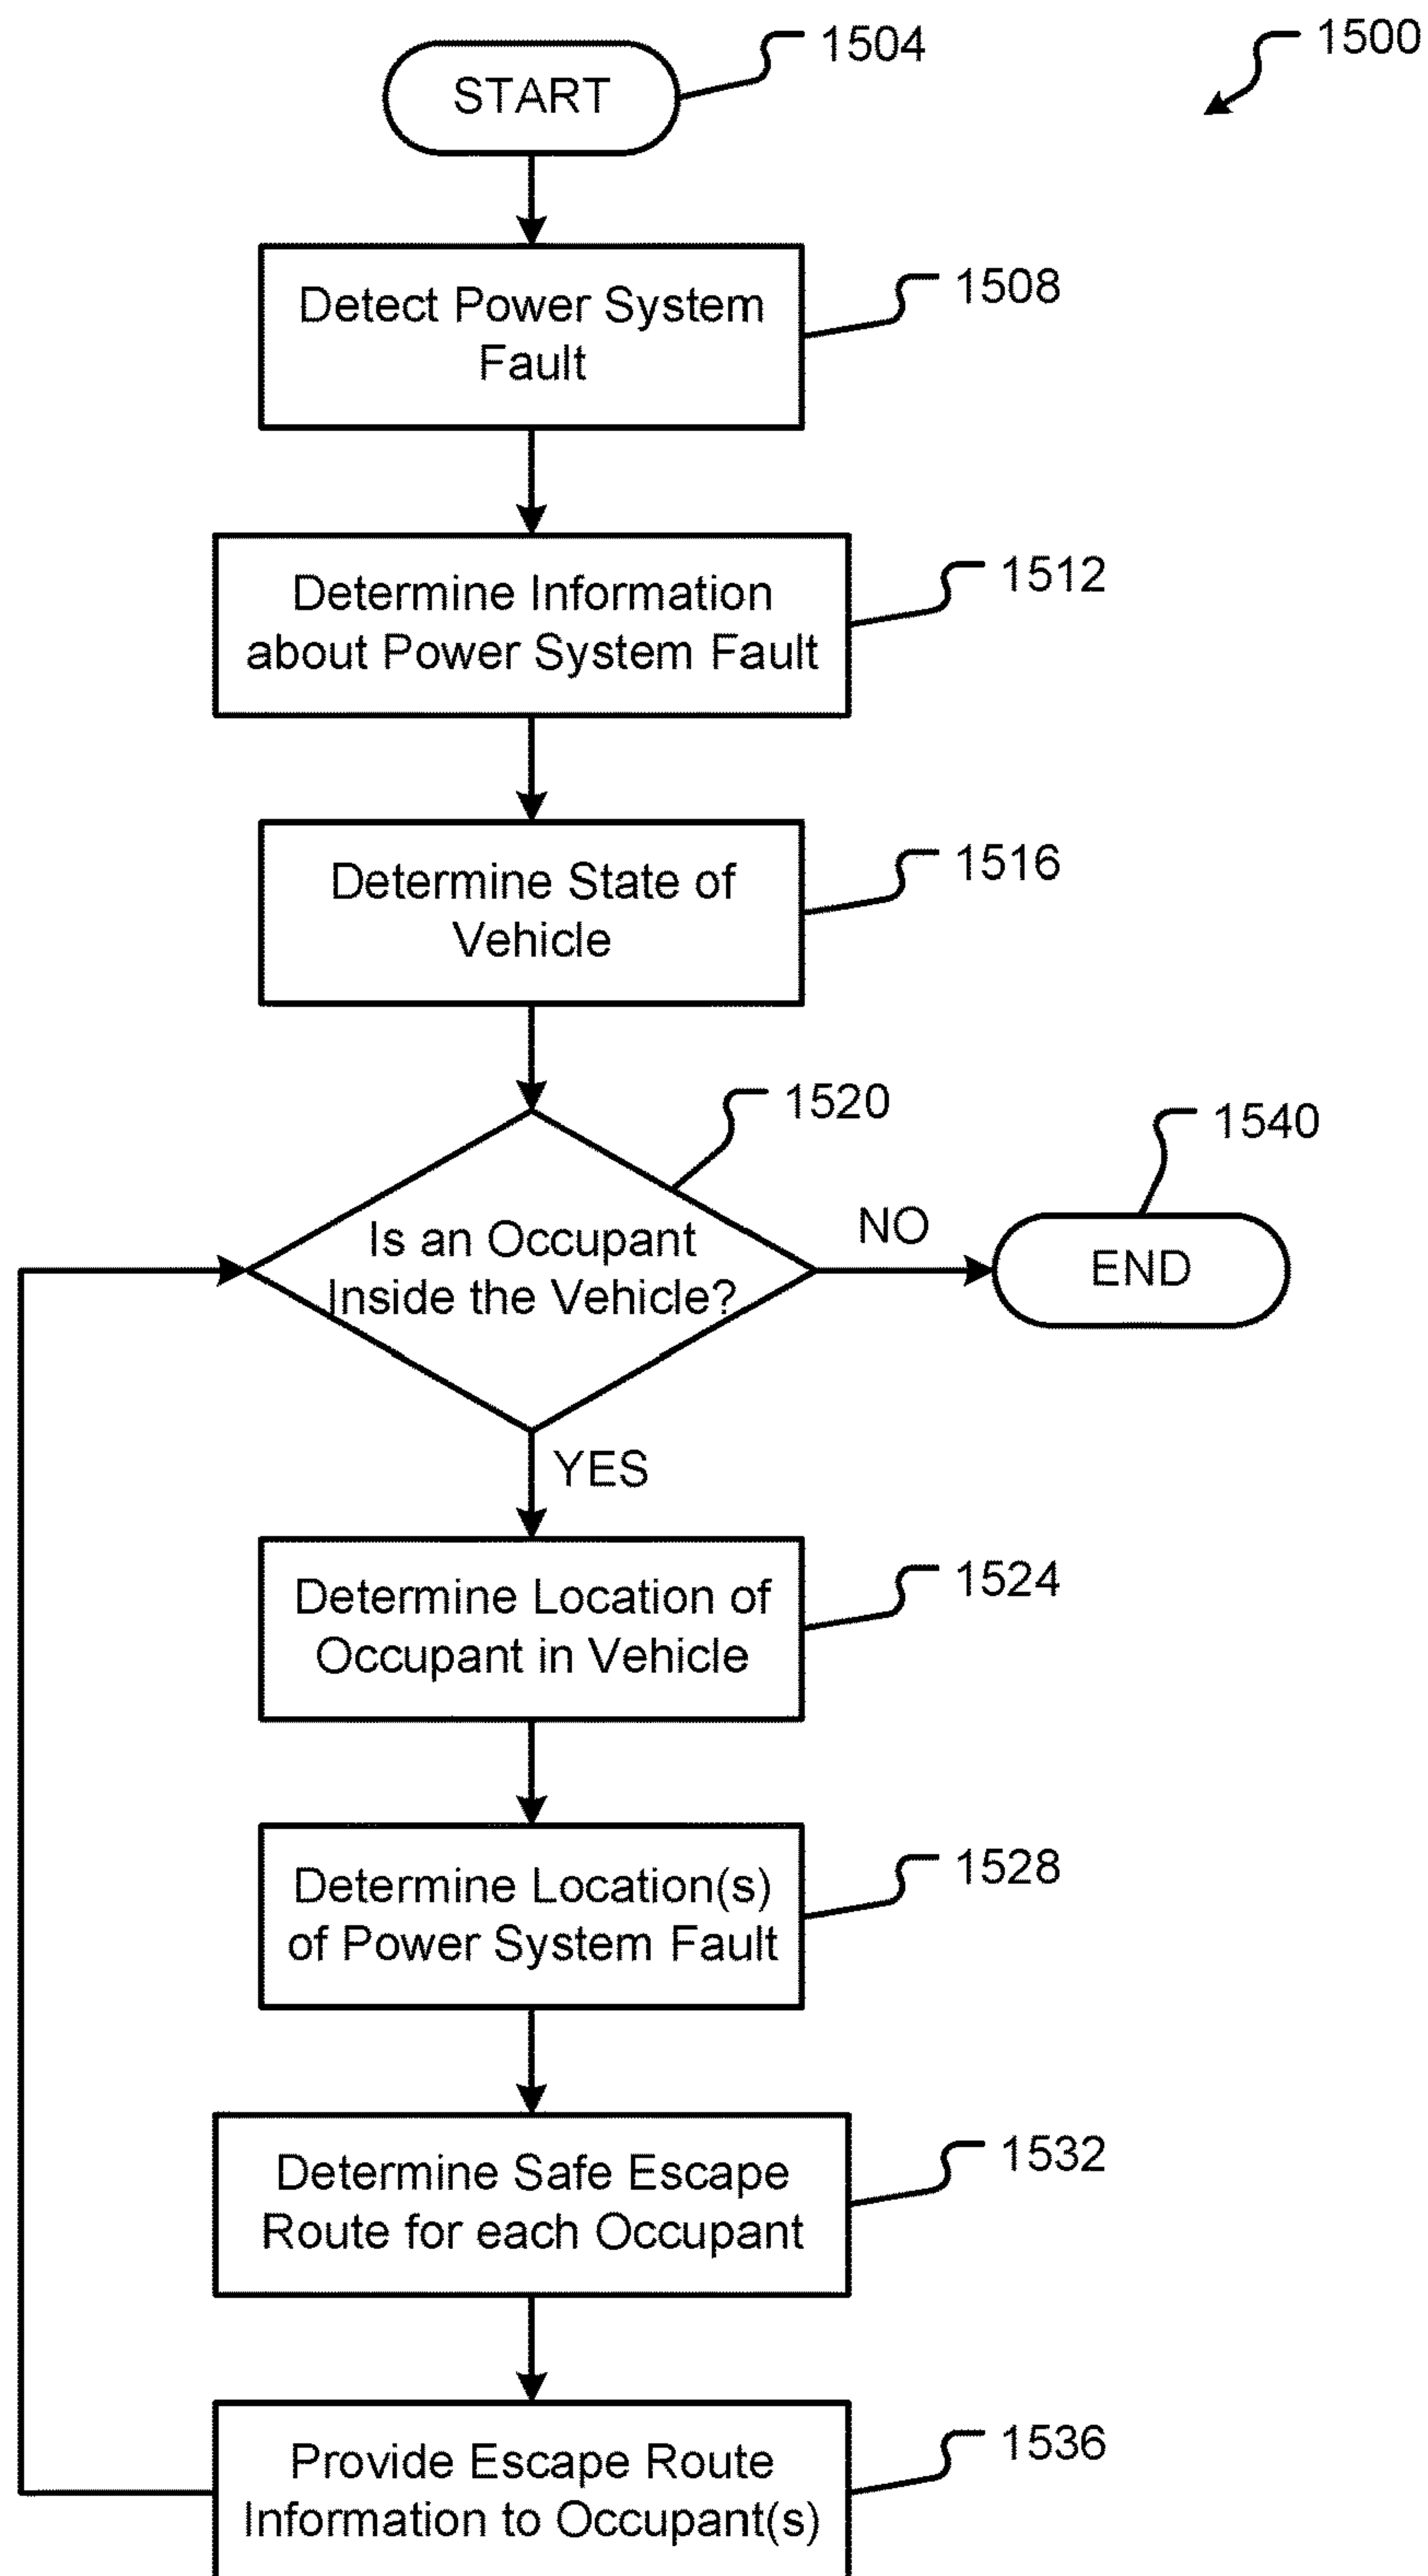 1500
START
1504
Detect Power System
Fault
1508
Determine Information
about Power System Fault
1512
Determine State of
Vehicle
1516
Is an Occupant
Inside the Vehicle?
1520
NO
END
1540
YES
Determine Location of
Occupant in Vehicle
1524
Determine Location(s)
of Power System Fault
1528
Determine Safe Escape
Route for each Occupant
1532
Provide Escape Route
Information to Occupant(s)
1536